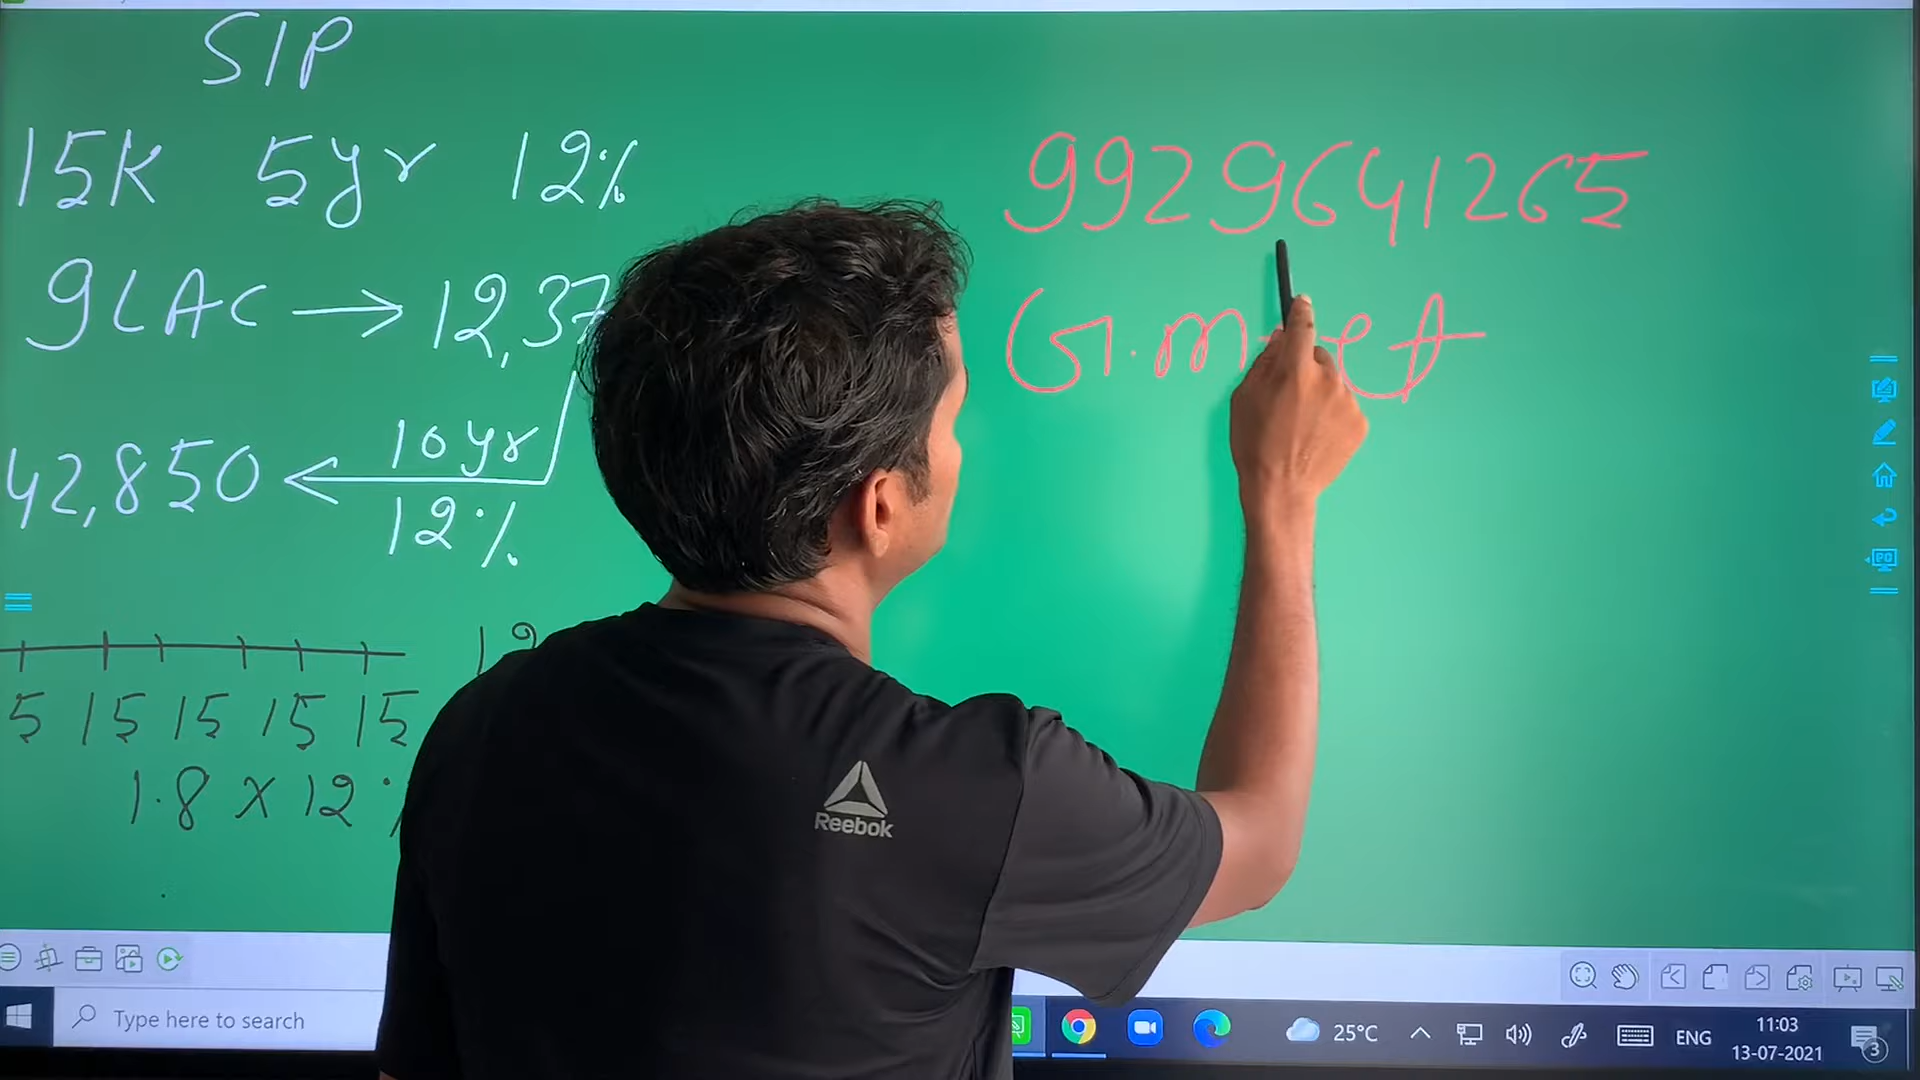 SIP
15K 5yr 12%
9LAC → 12,37
10yr
42,850 ←
12%
5 15 15 15 15
1.8 x 12
9929641265
Reebok
Type here to search
25°C
ENG
11:03
13-07-2021
3